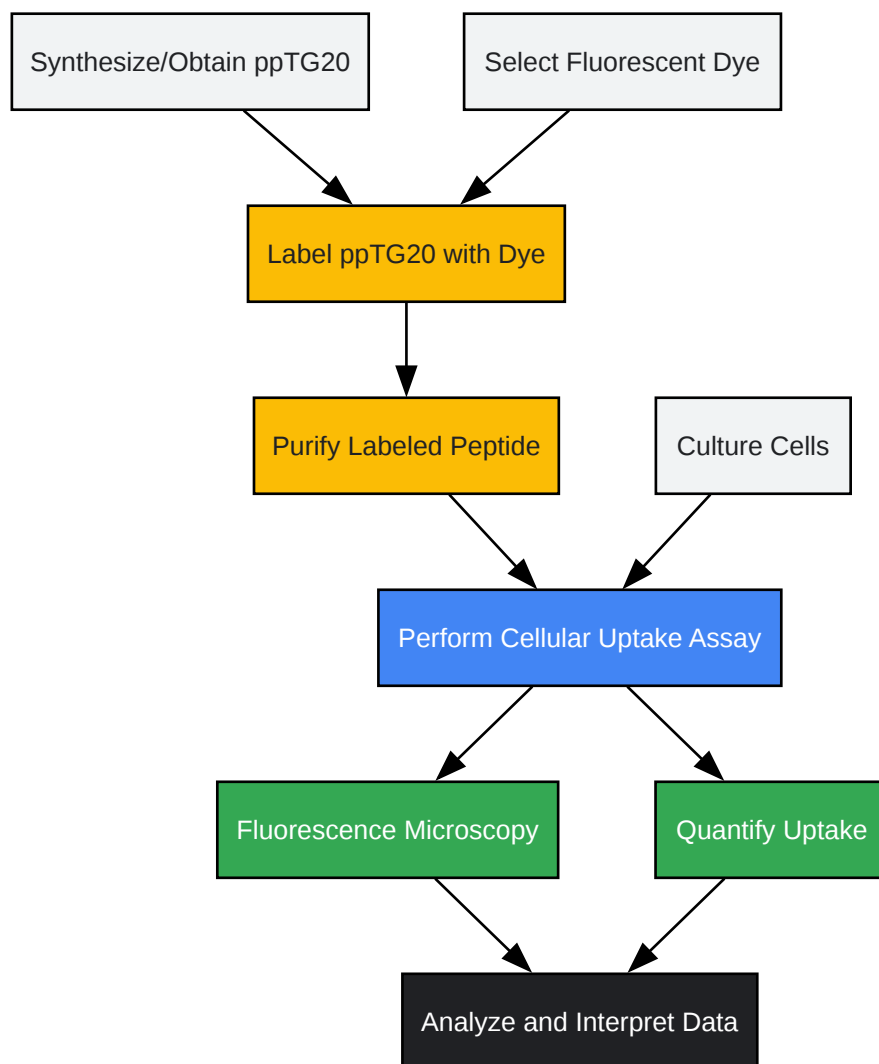 Synthesize/Obtain ppTG20
Select Fluorescent Dye
Label ppTG20 with Dye
Purify Labeled Peptide
Culture Cells
Perform Cellular Uptake Assay
Fluorescence Microscopy
Quantify Uptake
Analyze and Interpret Data